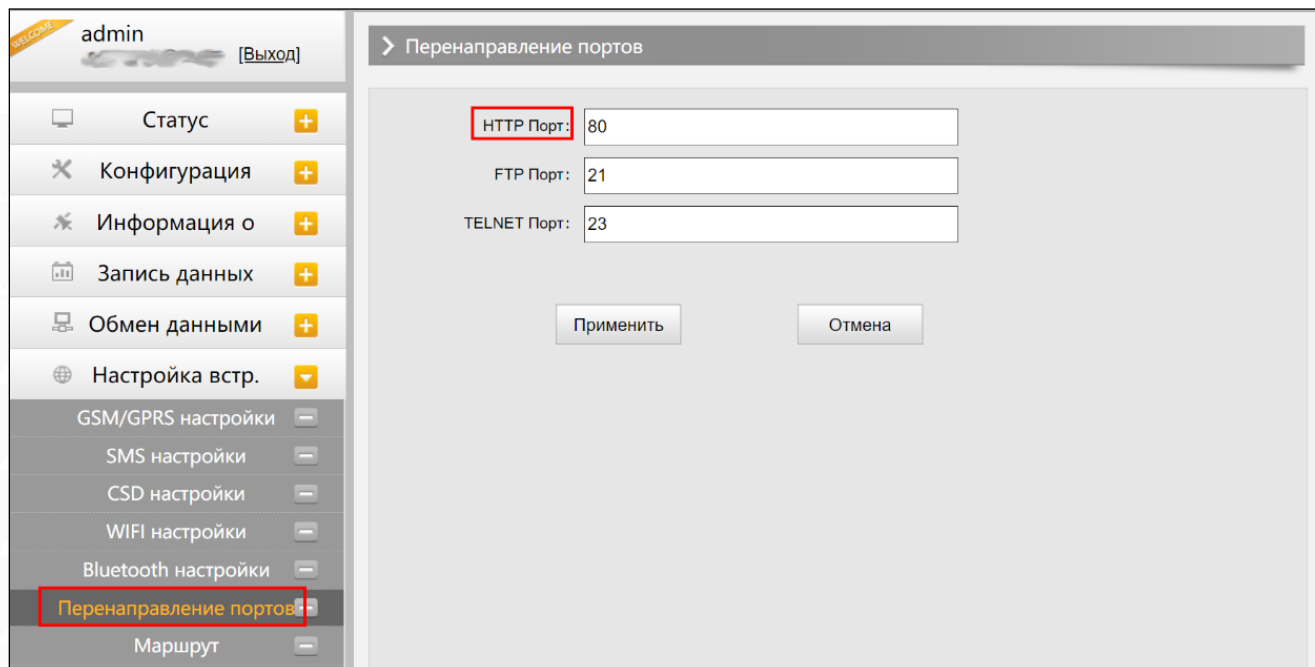 WELCOME
admin
[Выход]
Статус
Конфигурация
Информация о
Запись данных
Обмен данными
Настройка встр.
GSM/GPRS настройки
SMS настройки
CSD настройки
WIFI настройки
Bluetooth настройки
Перенаправление портов
Маршрут
Перенаправление портов
HTTP Порт: 80
FTP Порт: 21
TELNET Порт: 23
Применить Отмена